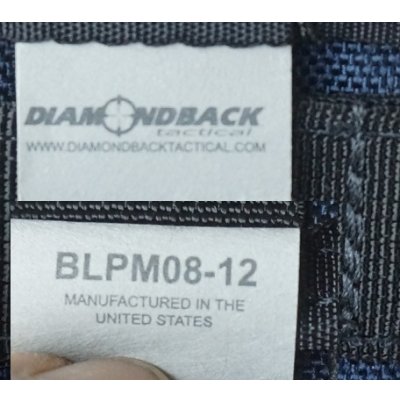 DIAMONDBACK
tactical
WWW.DIAMONDBACKTACTICAL.COM
BLPM08-12
MANUFACTURED IN THE
UNITED STATES